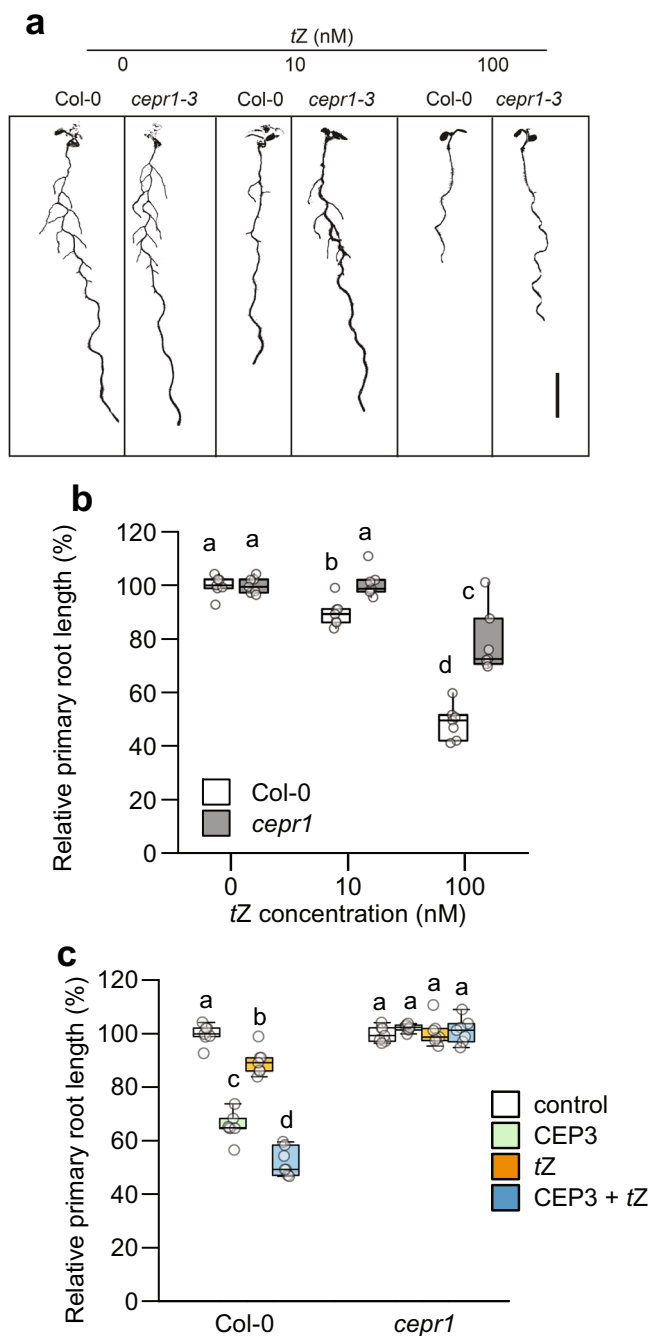 a
tZ (nM)
0 10 100
Col-0 cepr1-3 Col-0 cepr1-3 Col-0 cepr1-3
b
Relative primary root length (%)
120
100
80
60
40
20
0
a a b a d c
Col-0
cepr1
0 10 100
tZ concentration (nM)
c
Relative primary root length (%)
120
100
80
60
40
20
0
a c b d a a a a
control
CEP3
tZ
CEP3 + tZ
Col-0 cepr1